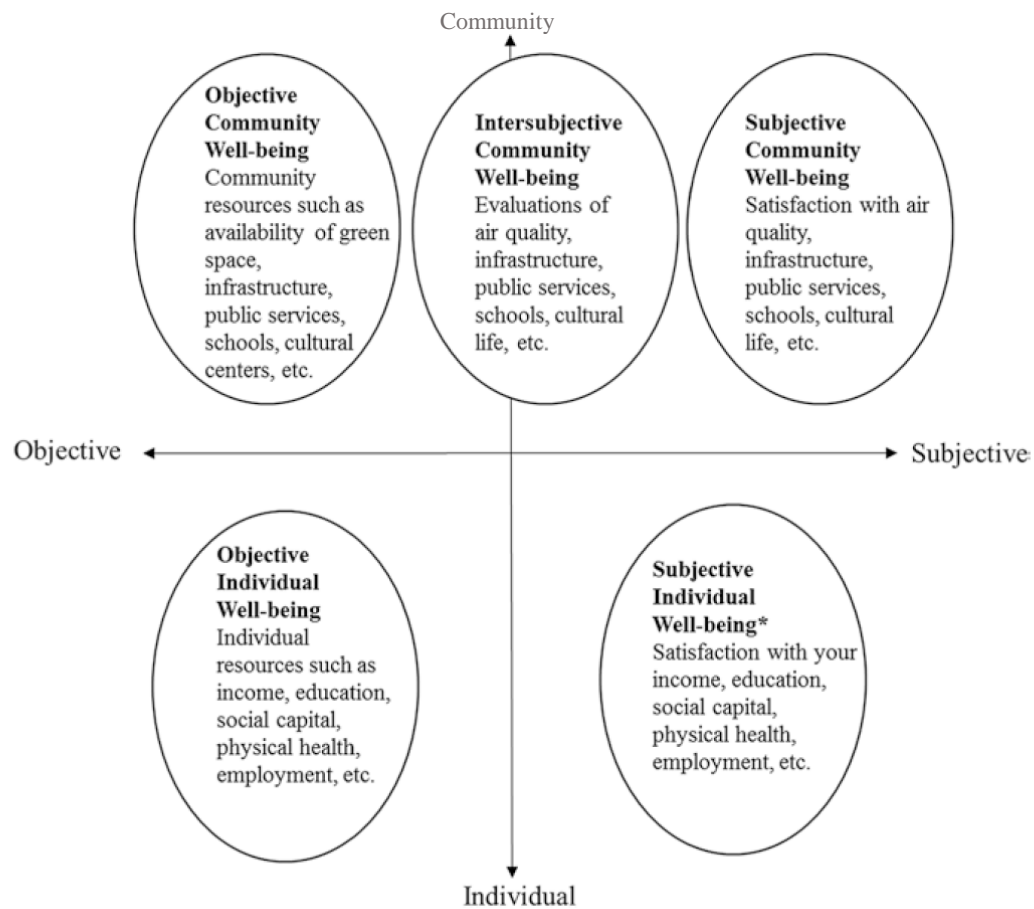 Community
Objective
Community
Well-being
Community
resources such as
availability of green
space,
infrastructure,
public services,
schools, cultural
centers, etc.
Intersubjective
Community
Well-being
Evaluations of
air quality,
infrastructure,
public services,
schools, cultural
life, etc.
Subjective
Community
Well-being
Satisfaction with air
quality,
infrastructure,
public services,
schools, cultural
life, etc.
Objective
Subjective
Objective
Individual
Well-being
Individual
resources such as
income, education,
social capital,
physical health,
employment, etc.
Subjective
Individual
Well-being*
Satisfaction with your
income, education,
social capital,
physical health,
employment, etc.
Individual